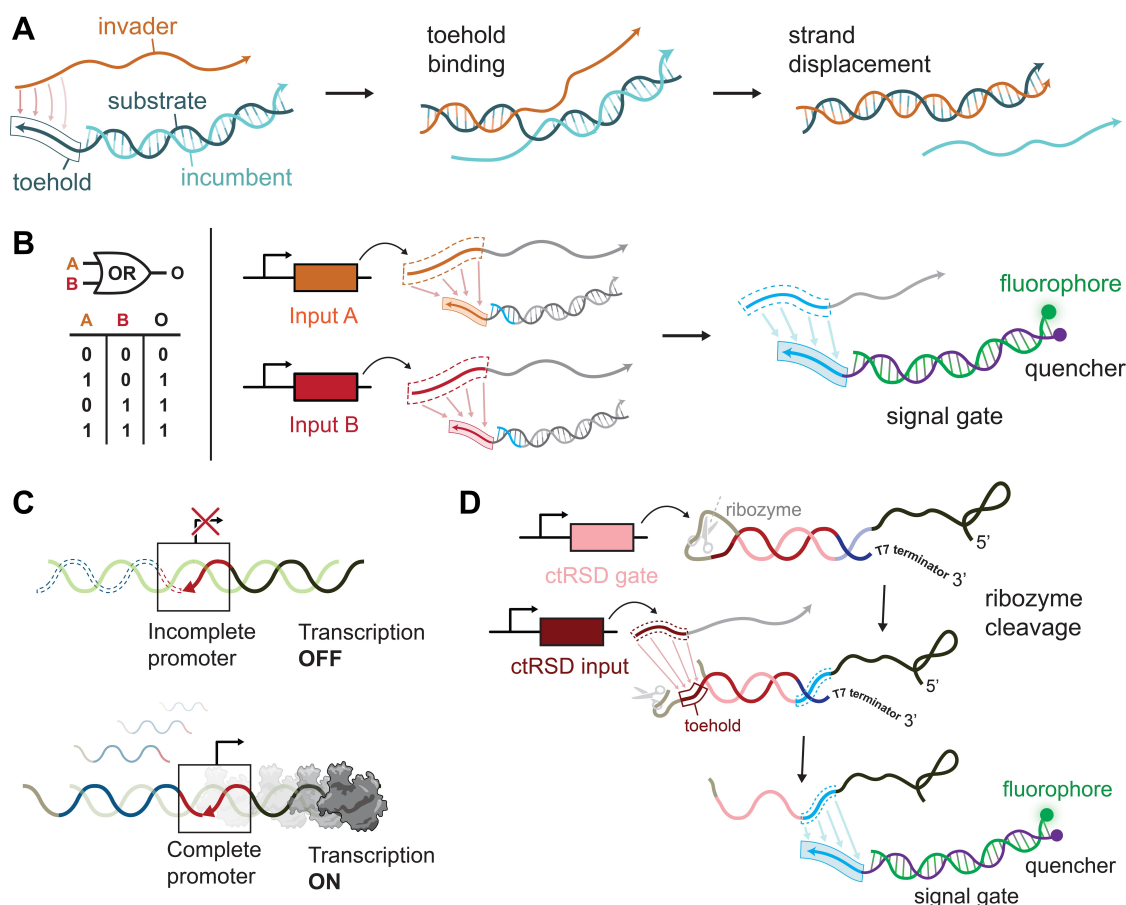 A
invader
substrate
toehold
incumbent
toehold
binding
strand
displacement
B
A
B
OR
O
A B O
0 0 0
1 0 1
0 1 1
1 1 1
Input A
Input B
fluorophore
quencher
signal gate
C
Incomplete
promoter
Transcription
OFF
Complete
promoter
Transcription
ON
D
ribozyme
ctRSD gate
5’
T7 terminator 3’
ribozyme
cleavage
ctRSD input
toehold
5’
T7 terminator 3’
fluorophore
quencher
signal gate